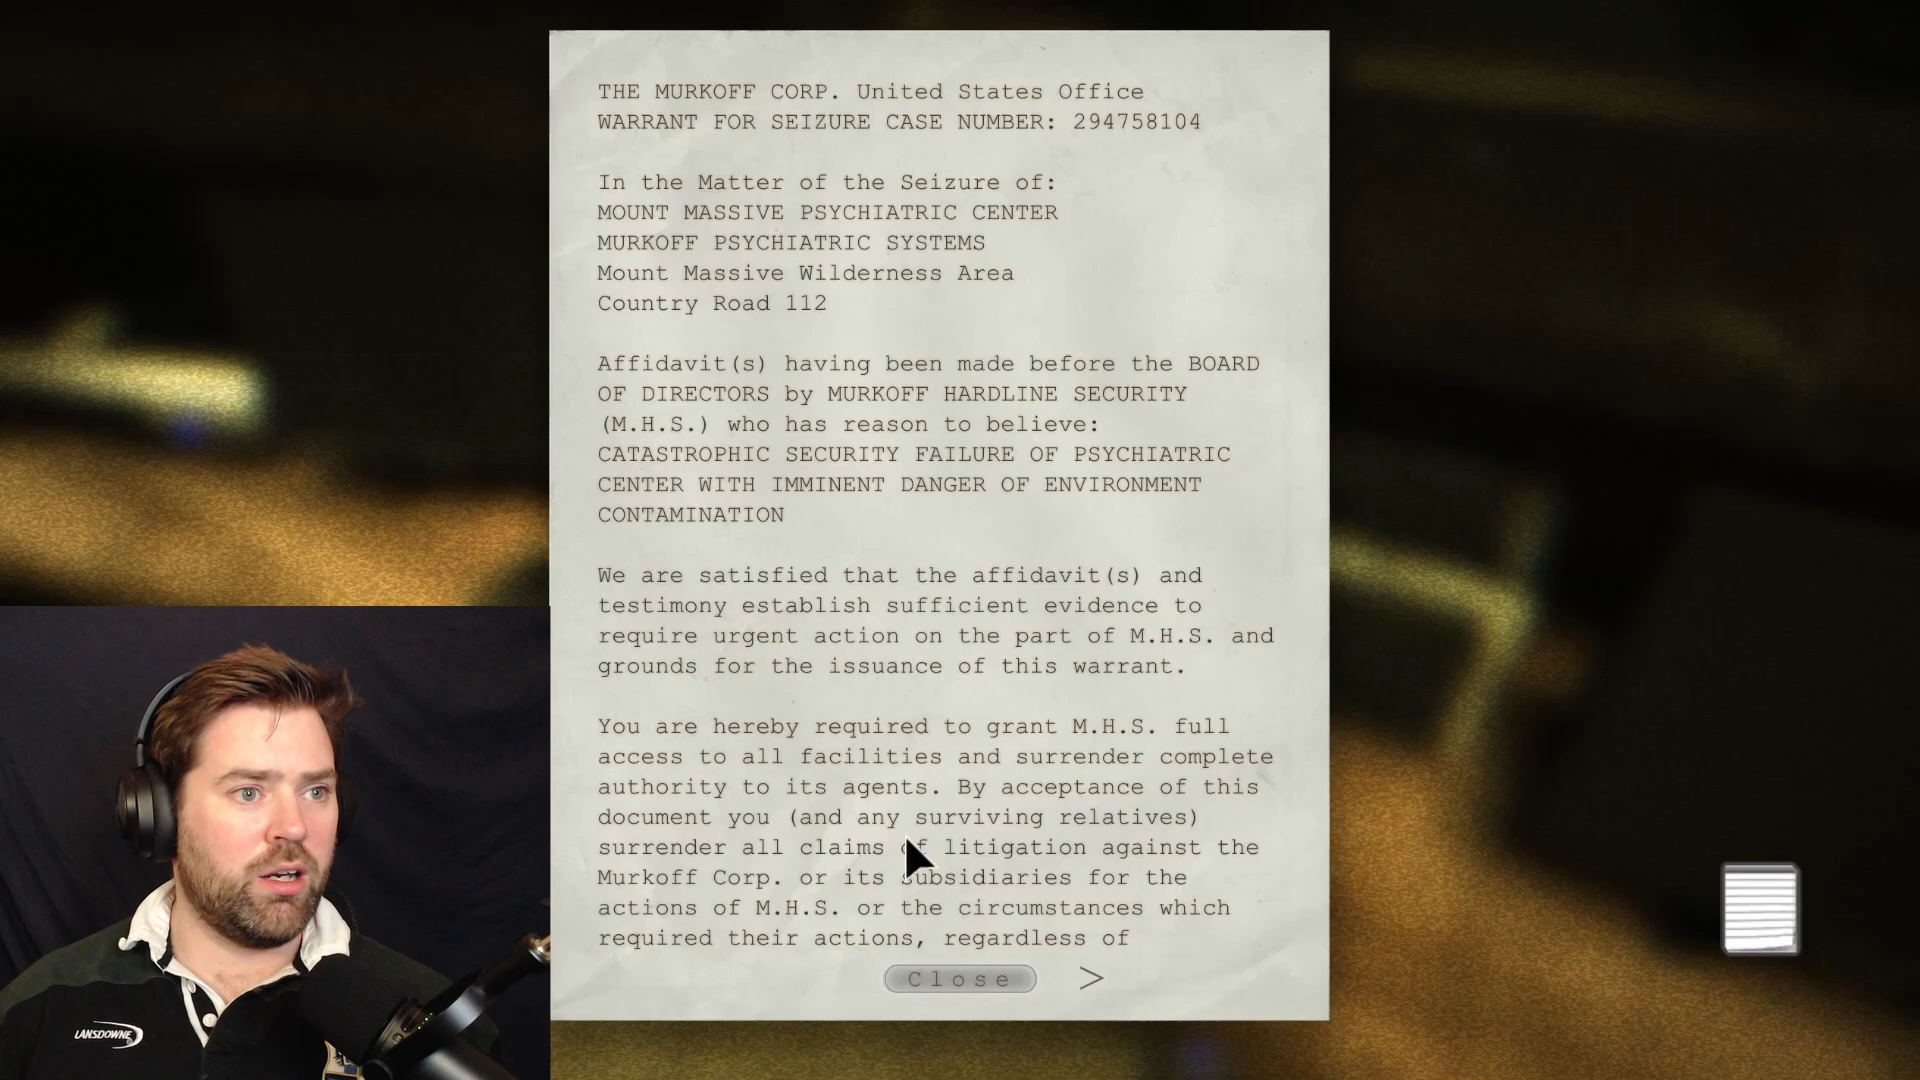 THE MURKOFF CORP. United States Office
WARRANT FOR SEIZURE CASE NUMBER: 294758104
In the Matter of the Seizure of:
MOUNT MASSIVE PSYCHIATRIC CENTER
MURKOFF PSYCHIATRIC SYSTEMS
Mount Massive Wilderness Area
Country Road 112
Affidavit(s) having been made before the BOARD
OF DIRECTORS by MURKOFF HARDLINE SECURITY
(M.H.S.) who has reason to believe:
CATASTROPHIC SECURITY FAILURE OF PSYCHIATRIC
CENTER WITH IMMINENT DANGER OF ENVIRONMENT
CONTAMINATION
We are satisfied that the affidavit(s) and
testimony establish sufficient evidence to
require urgent action on the part of M.H.S. and
grounds for the issuance of this warrant.
You are hereby required to grant M.H.S. full
access to all facilities and surrender complete
authority to its agents. By acceptance of this
document you (and any surviving relatives)
surrender all claims of litigation against the
Murkoff Corp. or its subsidiaries for the
actions of M.H.S. or the circumstances which
required their actions, regardless of
Close >
LANSDOWNE